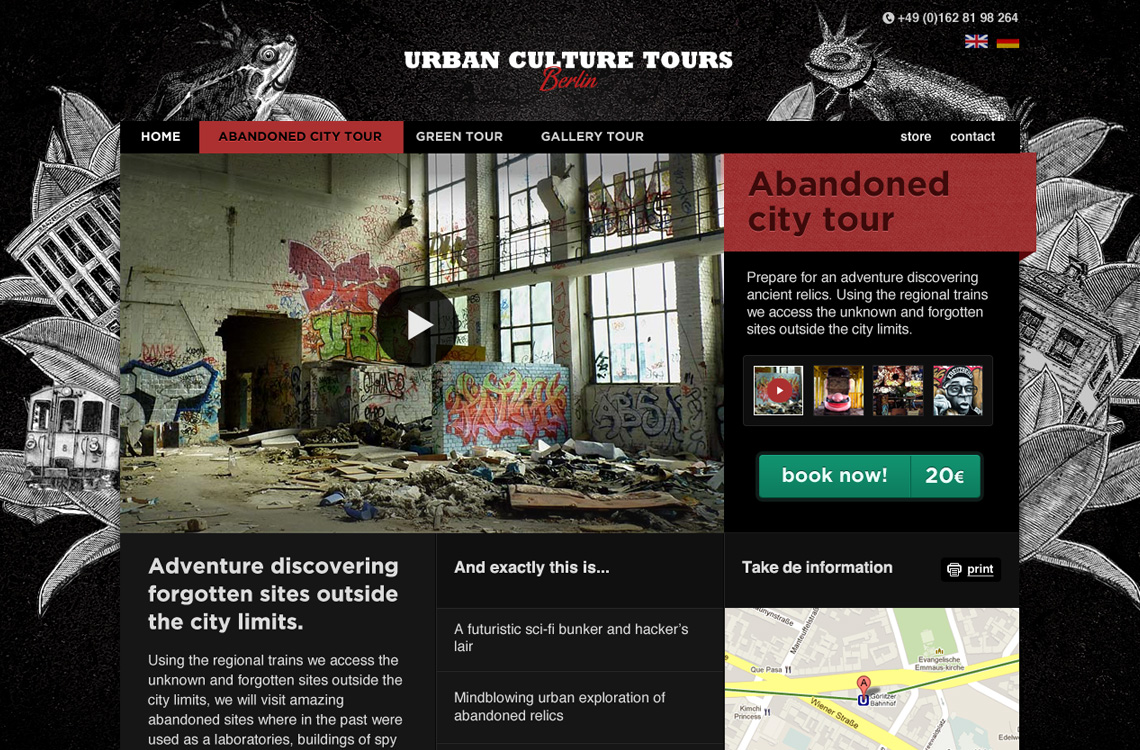 +49 (0)162 81 98 264
URBAN CULTURE TOURS
Berlin
HOME
ABANDONED CITY TOUR
GREEN TOUR
GALLERY TOUR
store
contact
Abandoned
city tour
Prepare for an adventure discovering
ancient relics. Using the regional trains
we access the unknown and forgotten
sites outside the city limits.
book now!
20€
Adventure discovering
forgotten sites outside
the city limits.
Using the regional trains we access the
unknown and forgotten sites outside the
city limits, we will visit amazing
abandoned sites where in the past were
used as a laboratories, buildings of spy
And exactly this is...
A futuristic sci-fi bunker and hacker's
lair
Mindblowing urban exploration of
abandoned relics
Take de information
print
Manteuffelstraße
Evangelische
Emmaus-kirche
Que Pasa
A
U
Görlitzer
Bahnhof
Kimchi
Princess
Wiener Straße